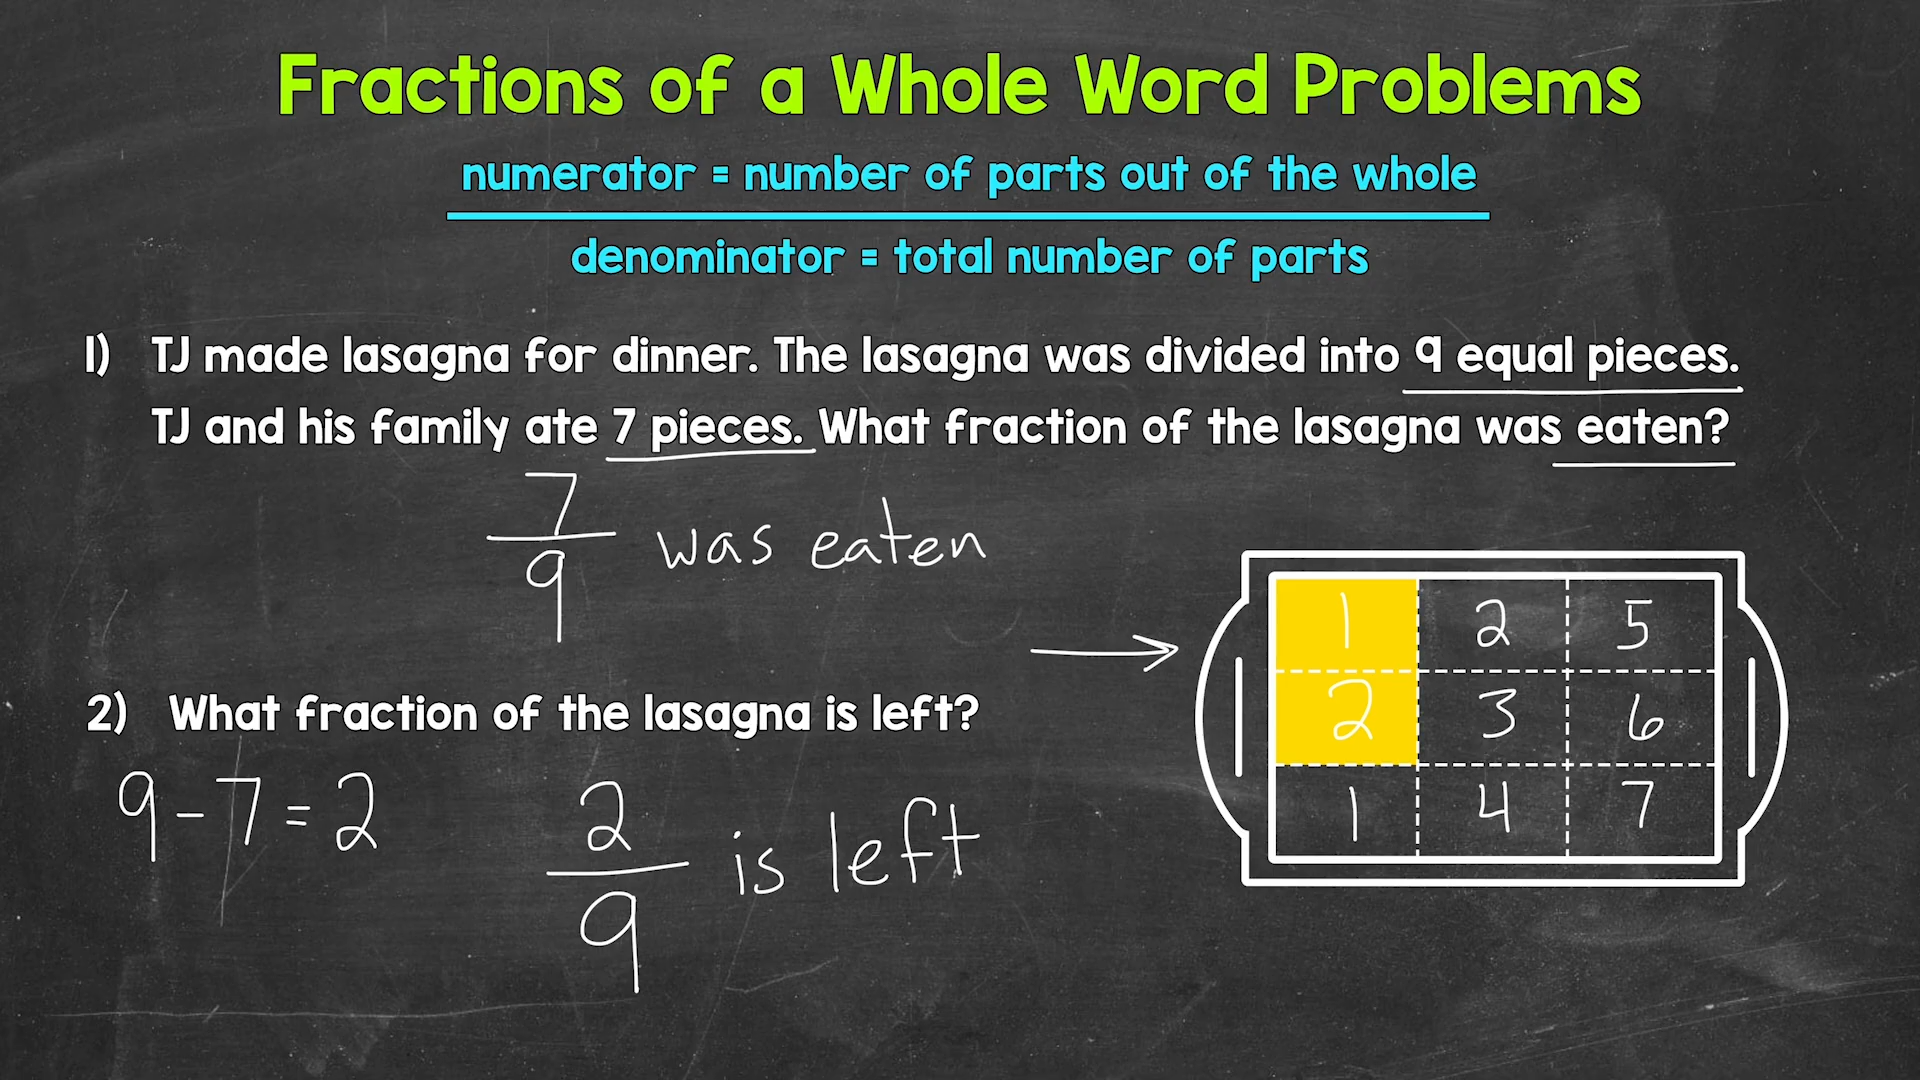 Fractions of a Whole Word Problems
numerator = number of parts out of the whole
denominator = total number of parts
1) TJ made lasagna for dinner. The lasagna was divided into 9 equal pieces.
TJ and his family ate 7 pieces. What fraction of the lasagna was eaten?
7
9
was eaten
2) What fraction of the lasagna is left?
9 - 7 = 2
2
9
is left
1 2 5
2 3 6
1 4 7